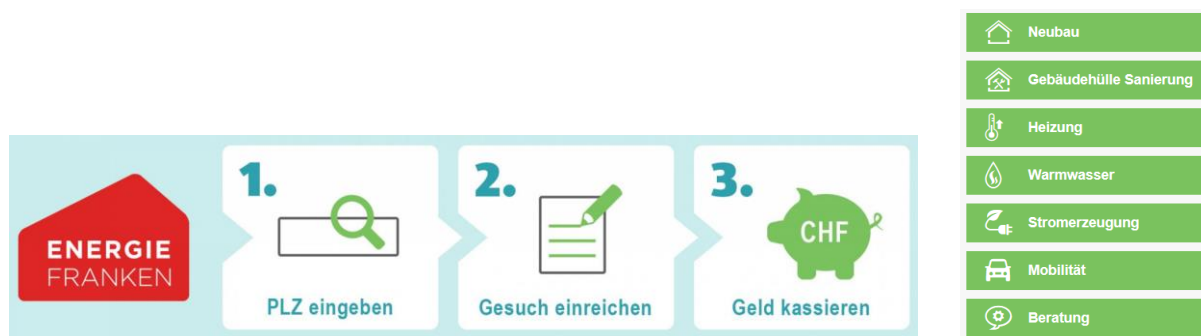 ENERGIE
FRANKEN
1.
PLZ eingeben
2.
Gesuch einreichen
3.
CHF
Geld kassieren
Neubau
Gebäudehülle Sanierung
Heizung
Warmwasser
Stromerzeugung
Mobilität
Beratung